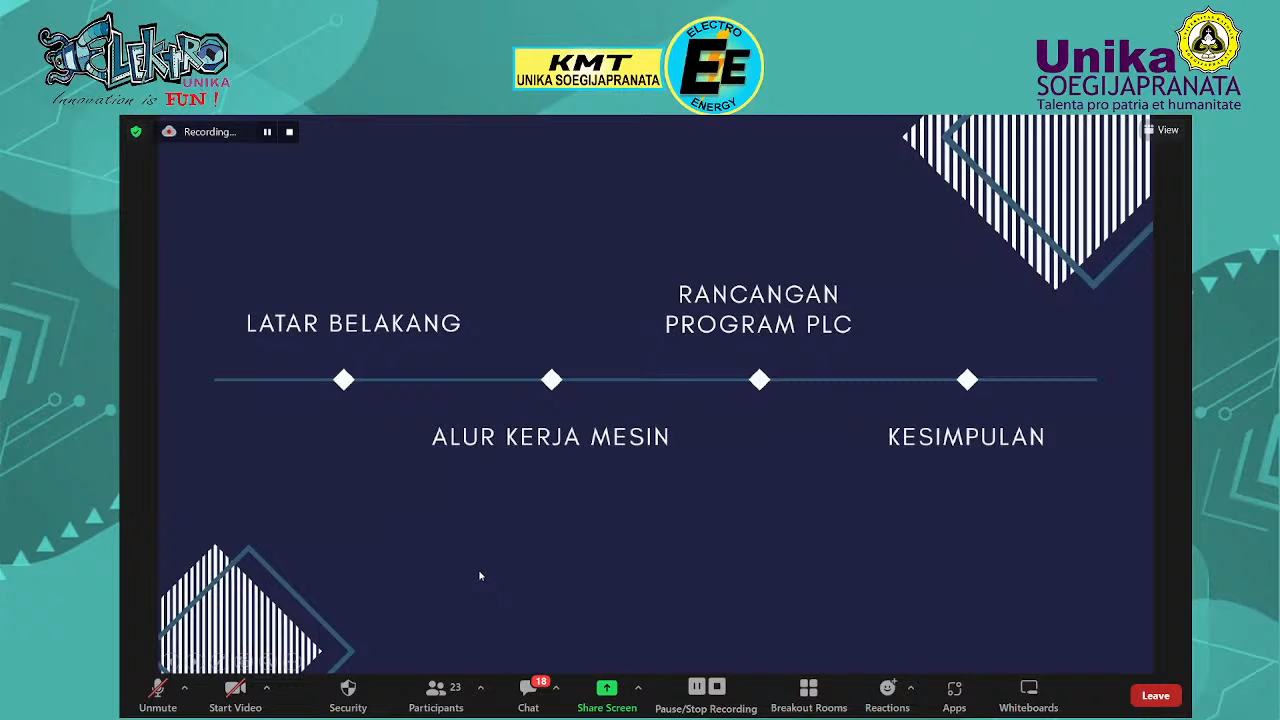 ELEKTRO
UNIKA
Innovation is FUN !
KMT
UNIKA SOEGIJAPRANATA
ELECTRO
EE
ENERGY
Unika
SOEGIJAPRANATA
Talenta pro patria et humanitate
Recording...
View
LATAR BELAKANG
RANCANGAN
PROGRAM PLC
ALUR KERJA MESIN
KESIMPULAN
Unmute
Start Video
Security
Participants
23
Chat
18
Share Screen
Pause/Stop Recording
Breakout Rooms
Reactions
Apps
Whiteboards
Leave